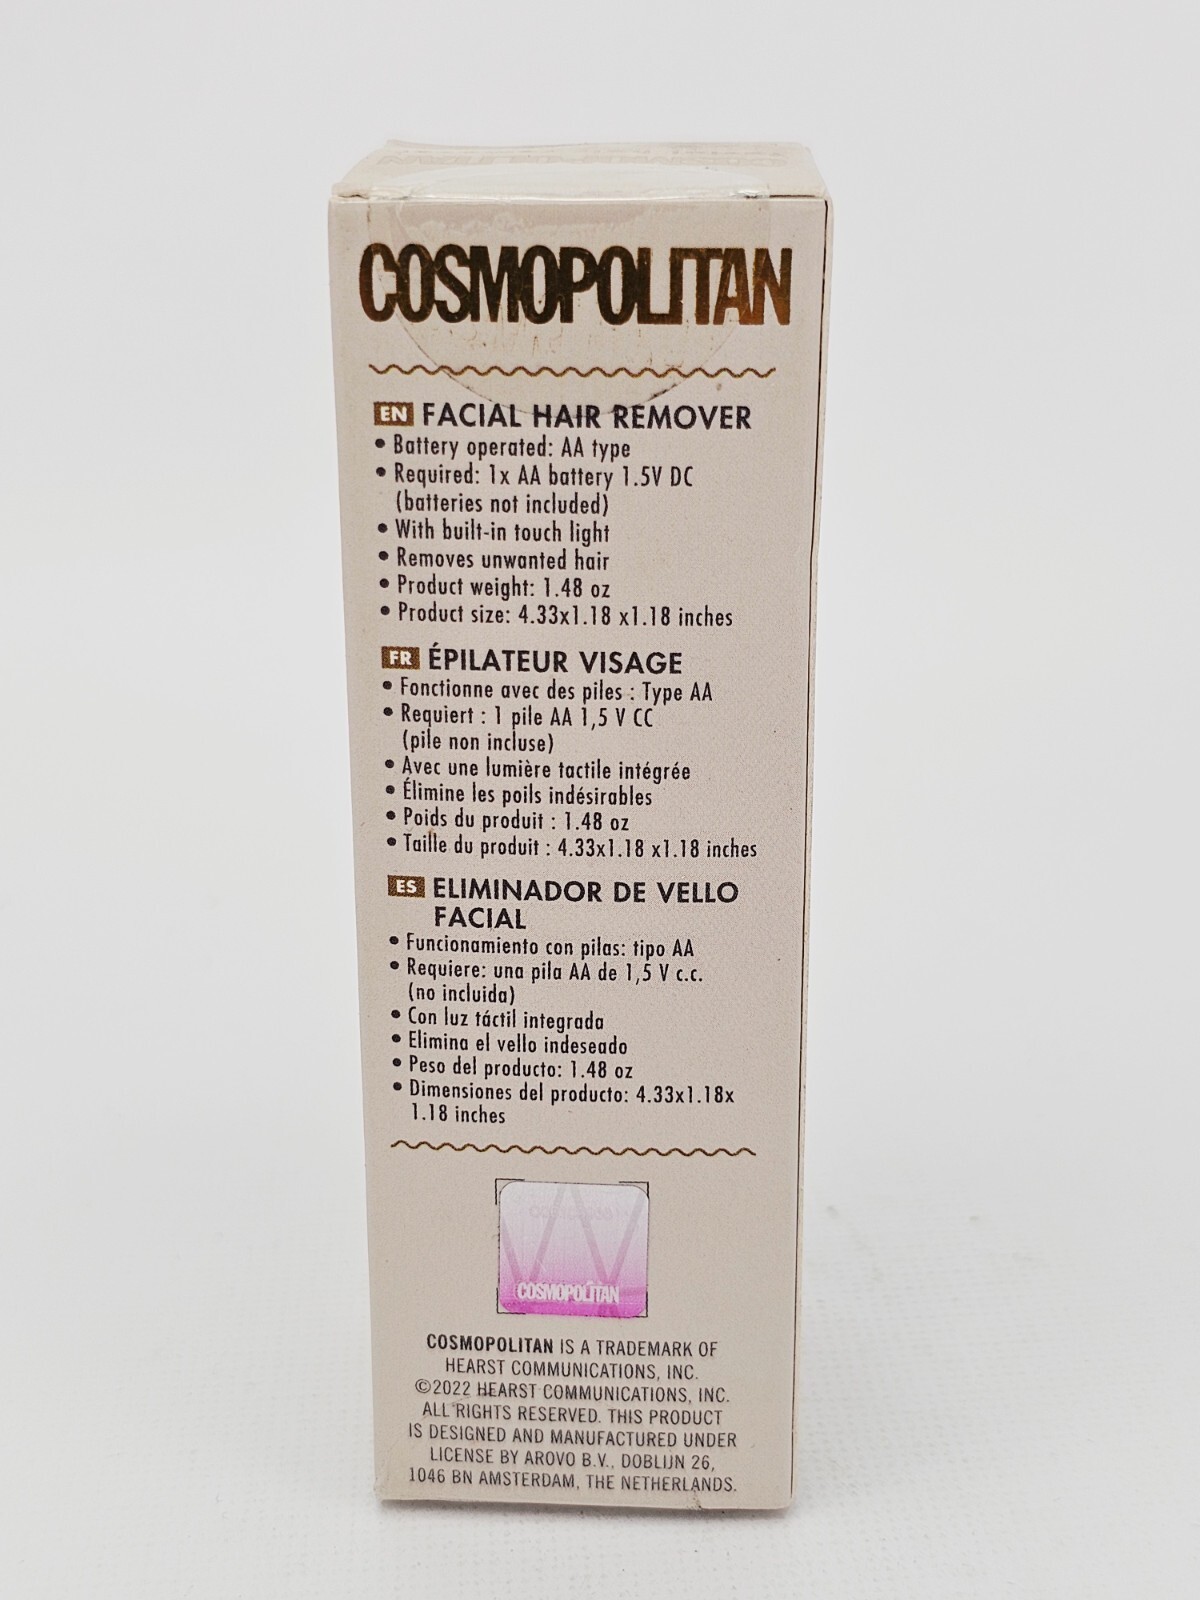 COSMOPOLITAN
EN FACIAL HAIR REMOVER
• Battery operated: AA type
• Required: 1x AA battery 1.5V DC
(batteries not included)
• With built-in touch light
• Removes unwanted hair
• Product weight: 1.48 oz
• Product size: 4.33x1.18 x1.18 inches
FR ÉPILATEUR VISAGE
• Fonctionne avec des piles : Type AA
• Requiert : 1 pile AA 1,5 V CC
(pile non incluse)
• Avec une lumière tactile intégrée
• Élimine les poils indésirables
• Poids du produit : 1.48 oz
• Taille du produit : 4.33x1.18 x1.18 inches
ES ELIMINADOR DE VELLO
FACIAL
• Funcionamiento con pilas: tipo AA
• Requiere: una pila AA de 1,5 V c.c.
(no incluida)
• Con luz táctil integrada
• Elimina el vello indeseado
• Peso del producto: 1.48 oz
• Dimensiones del producto: 4.33x1.18x
1.18 inches
COSMOPOLITAN
COSMOPOLITAN IS A TRADEMARK OF
HEARST COMMUNICATIONS, INC.
©2022 HEARST COMMUNICATIONS, INC.
ALL RIGHTS RESERVED. THIS PRODUCT
IS DESIGNED AND MANUFACTURED UNDER
LICENSE BY AROVO B.V., DOBLIJN 26,
1046 BN AMSTERDAM, THE NETHERLANDS.